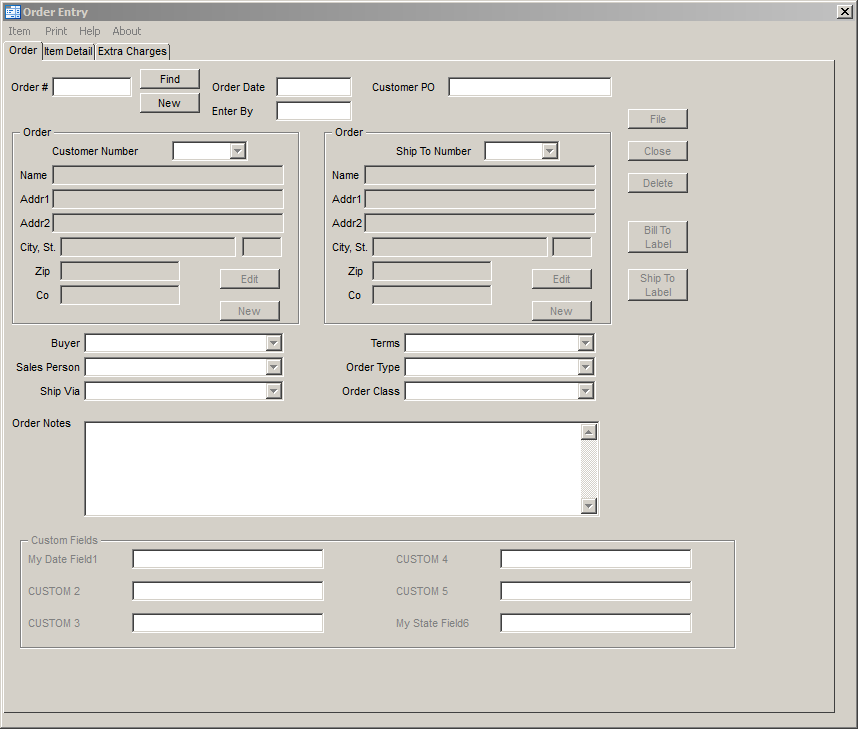 Order Entry
Item Print Help About
Order Item Detail Extra Charges
Order # Find Order Date Customer PO
New Enter By
File
Order Order
Customer Number Ship To Number Close
Name Name Delete
Addr1 Addr1
Addr2 Addr2 Bill To Label
City, St. City, St.
Zip Edit Zip Edit Ship To Label
Co Co
New New
Buyer Terms
Sales Person Order Type
Ship Via Order Class
Order Notes
Custom Fields
My Date Field1 CUSTOM 4
CUSTOM 2 CUSTOM 5
CUSTOM 3 My State Field6